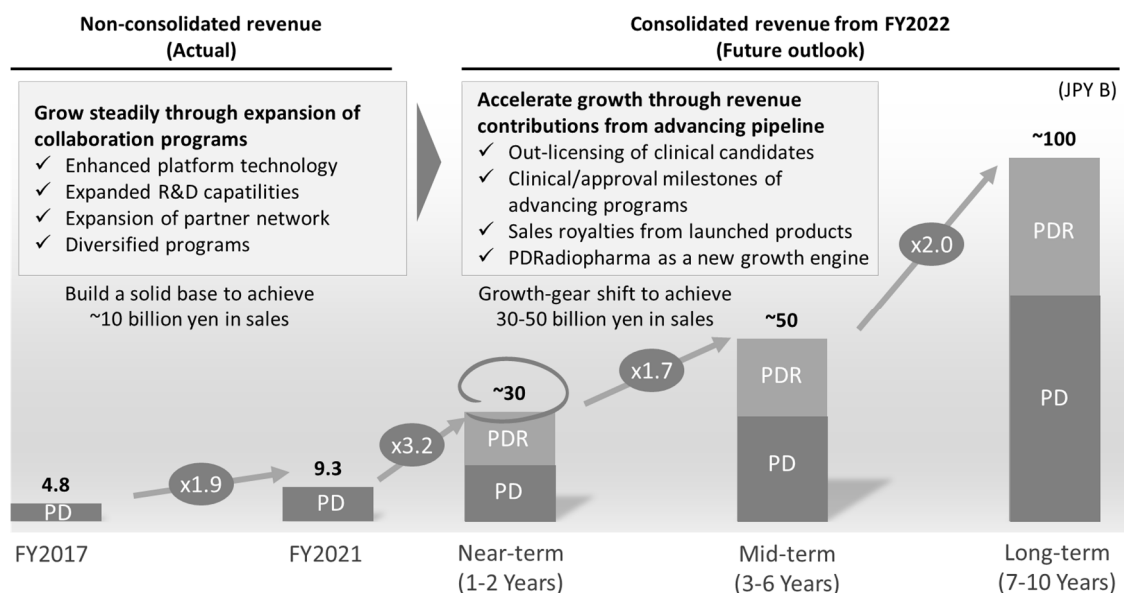 Non-consolidated revenue
(Actual)
Consolidated revenue from FY2022
(Future outlook)
(JPY B)
Grow steadily through expansion of
collaboration programs
✓ Enhanced platform technology
✓ Expanded R&D capatilities
✓ Expansion of partner network
✓ Diversified programs
Build a solid base to achieve
~10 billion yen in sales
Accelerate growth through revenue
contributions from advancing pipeline
✓ Out-licensing of clinical candidates
✓ Clinical/approval milestones of
advancing programs
✓ Sales royalties from launched products
✓ PDRadiopharma as a new growth engine
Growth-gear shift to achieve
30-50 billion yen in sales
4.8
PD
x1.9
9.3
PD
x3.2
~30
PDR
PD
x1.7
~50
PDR
PD
x2.0
~100
PDR
PD
FY2017
FY2021
Near-term
(1-2 Years)
Mid-term
(3-6 Years)
Long-term
(7-10 Years)